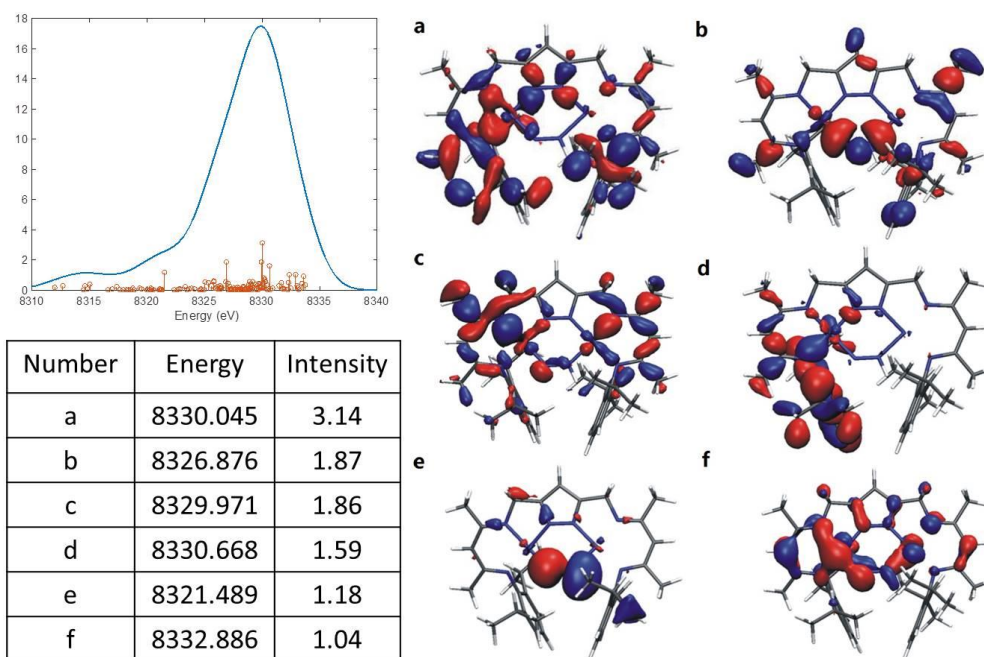 18
16
14
12
10
8
6
4
2
0
8310 8315 8320 8325 8330 8335 8340
Energy (eV)
Number Energy Intensity
a 8330.045 3.14
b 8326.876 1.87
c 8329.971 1.86
d 8330.668 1.59
e 8321.489 1.18
f 8332.886 1.04
a b
c d
e f